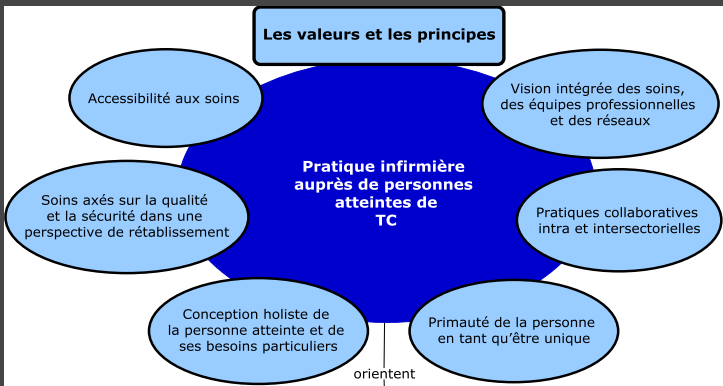 Les valeurs et les principes
Accessibilité aux soins
Vision intégrée des soins,
des équipes professionnelles
et des réseaux
Pratique infirmière
auprès de personnes
atteintes de
TC
Soins axés sur la qualité
et la sécurité dans une
perspective de rétablissement
Pratiques collaboratives
intra et intersectorielles
Conception holiste de
la personne atteinte et de
ses besoins particuliers
Primauté de la personne
en tant qu’être unique
orientent